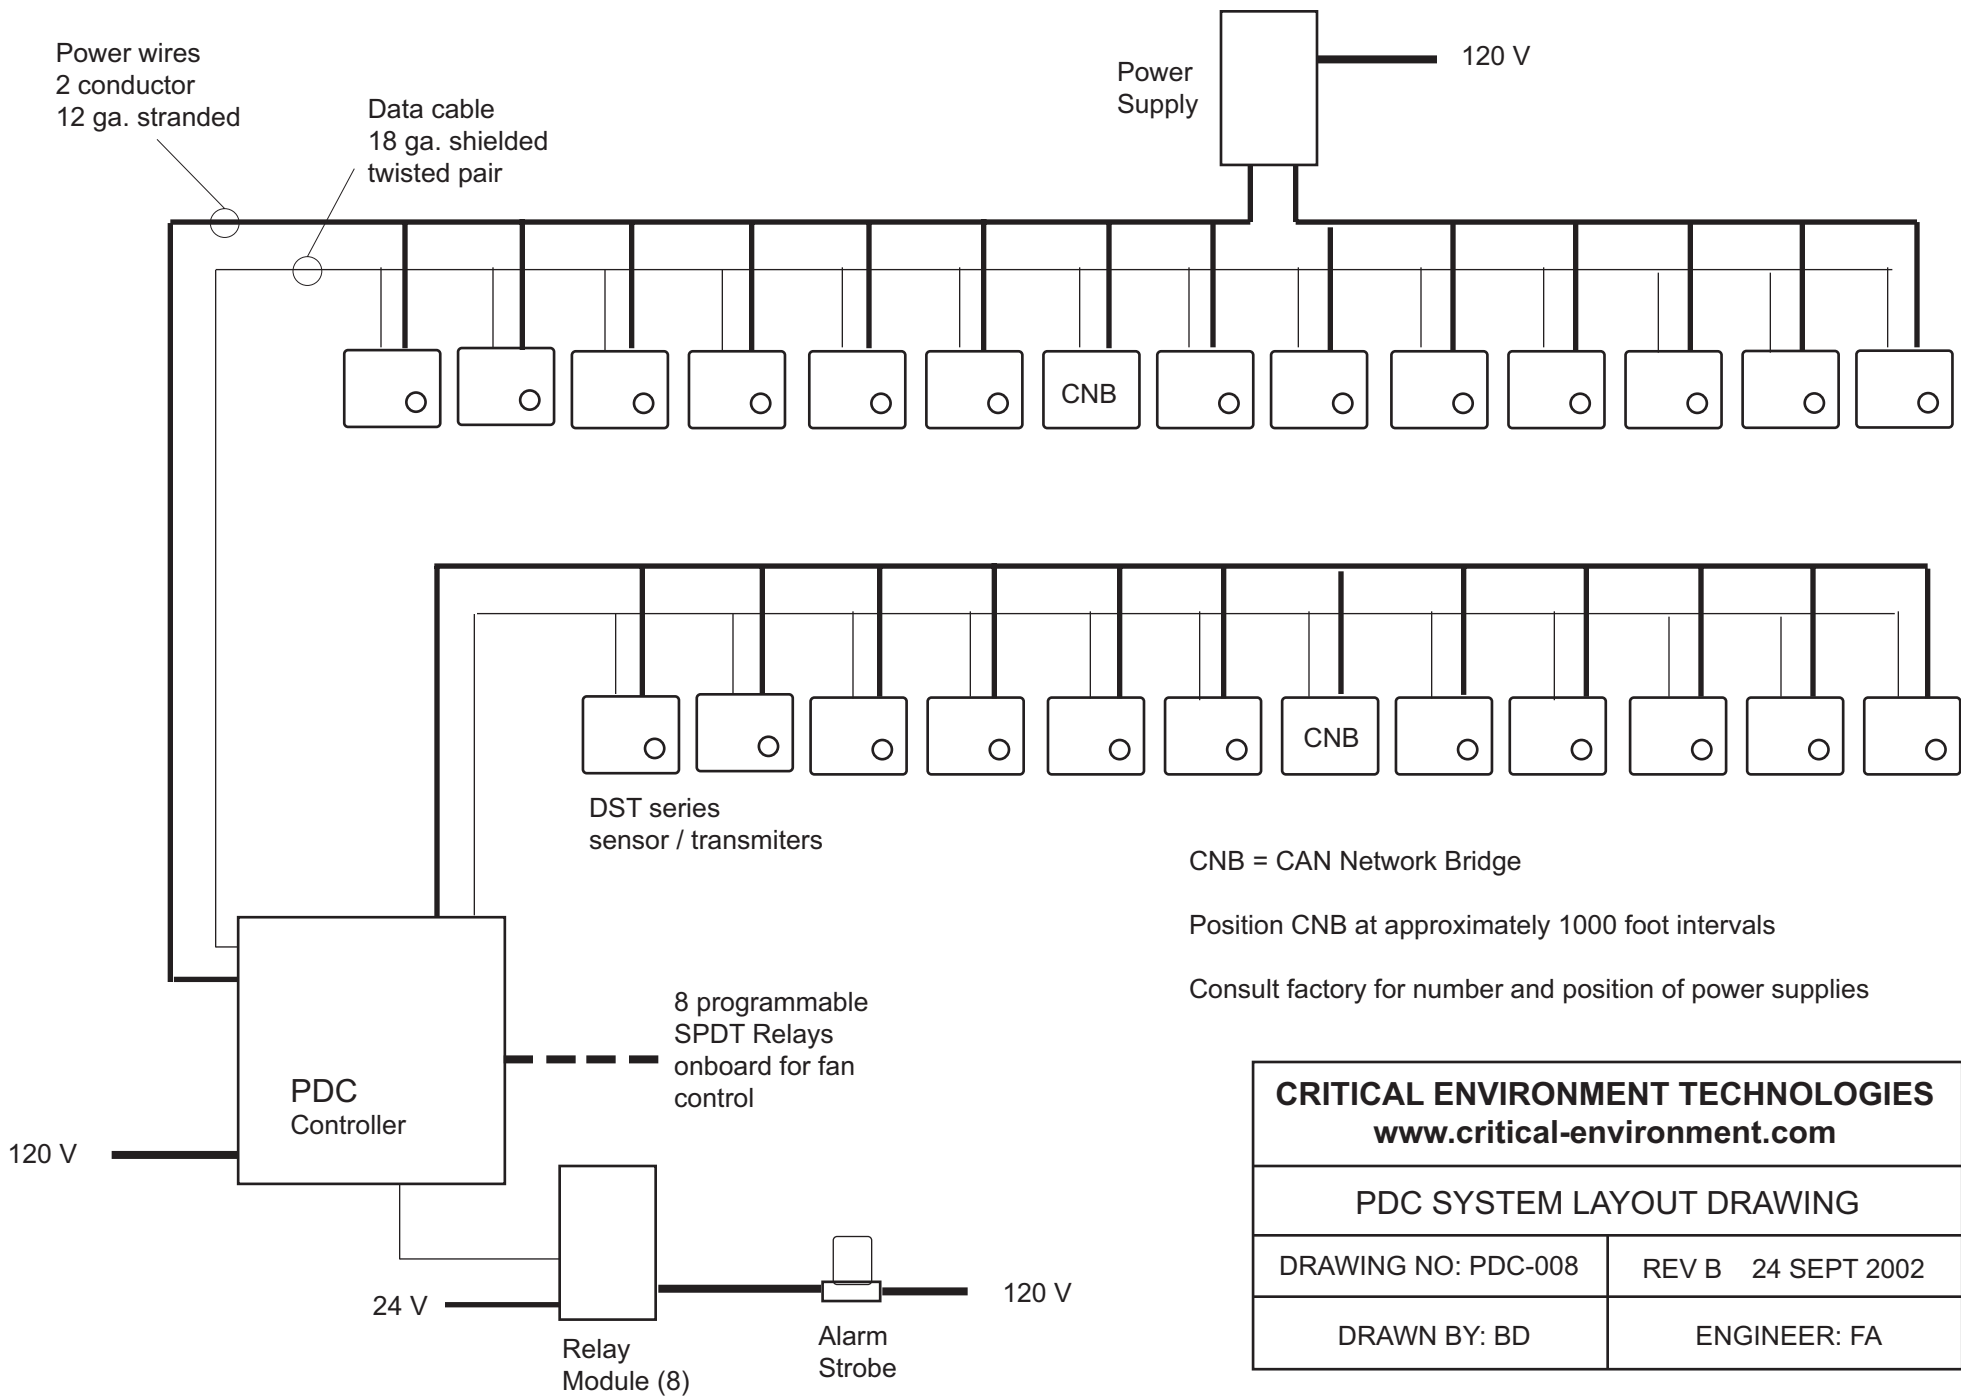 Power wires
2 conductor
12 ga. stranded
Data cable
18 ga. shielded
twisted pair
Power
Supply
120 V
CNB
CNB
DST series
sensor / transmiters
CNB = CAN Network Bridge
Position CNB at approximately 1000 foot intervals
Consult factory for number and position of power supplies
8 programmable
SPDT Relays
onboard for fan
control
PDC
Controller
120 V
24 V
120 V
Relay
Module (8)
Alarm
Strobe
CRITICAL ENVIRONMENT TECHNOLOGIES
www.critical-environment.com
PDC SYSTEM LAYOUT DRAWING
DRAWING NO: PDC-008
REV B 24 SEPT 2002
DRAWN BY: BD
ENGINEER: FA